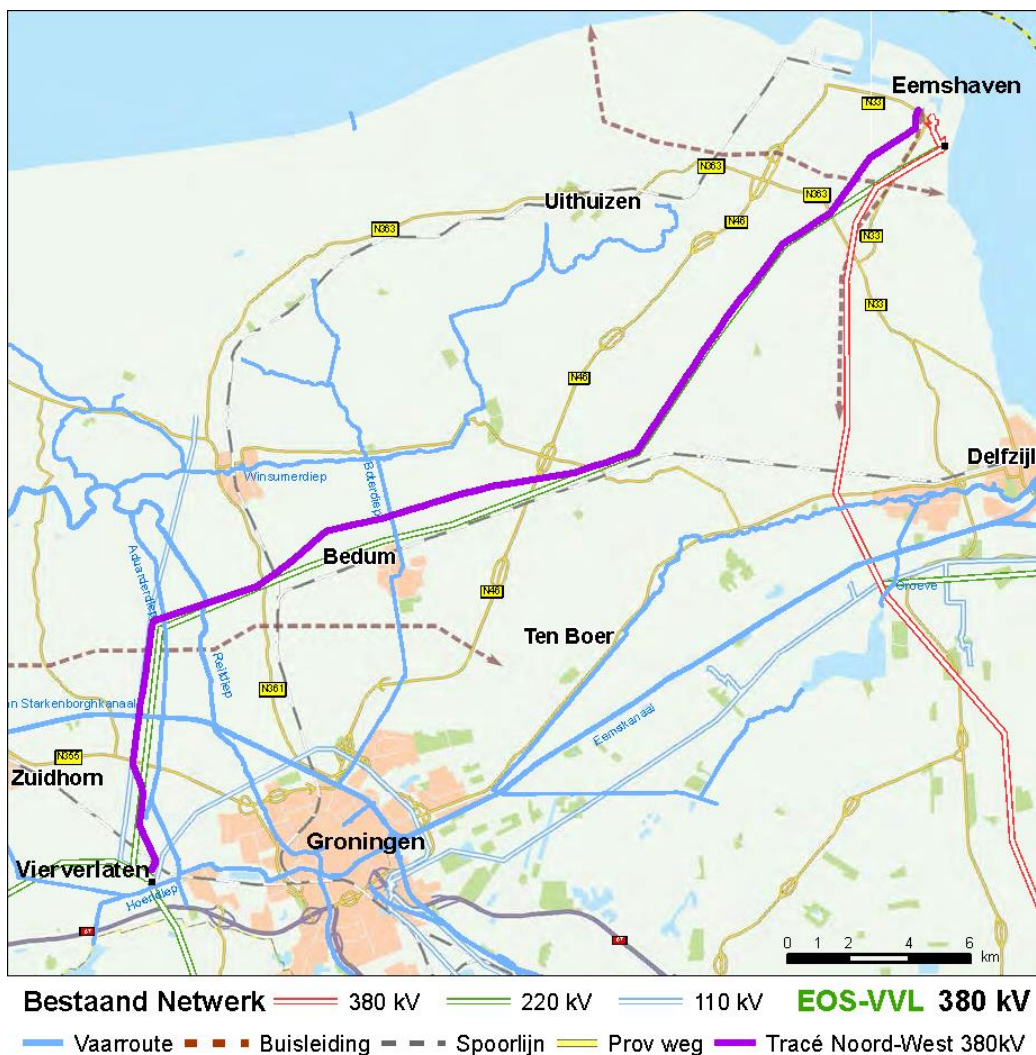 Eemshaven
N33
N363
N363
Uithuizen
N46
N363
N33
N33
N46
Delfzijl
Winsumerdiep
Boterdiep
Bedum
Aduarderdiep
N46
Groeve
Ten Boer
Reitdiep
N361
an Starkenborghkanaal
Eemskanaal
N355
Zuidhorn
Groningen
Vierverlaten
Hoendiep
0 1 2 4 6
km
Bestaand Netwerk 380 kV 220 kV 110 kV EOS-VVL 380 kV
Vaarroute Buisleiding Spoorlijn Prov weg Tracé Noord-West 380kV